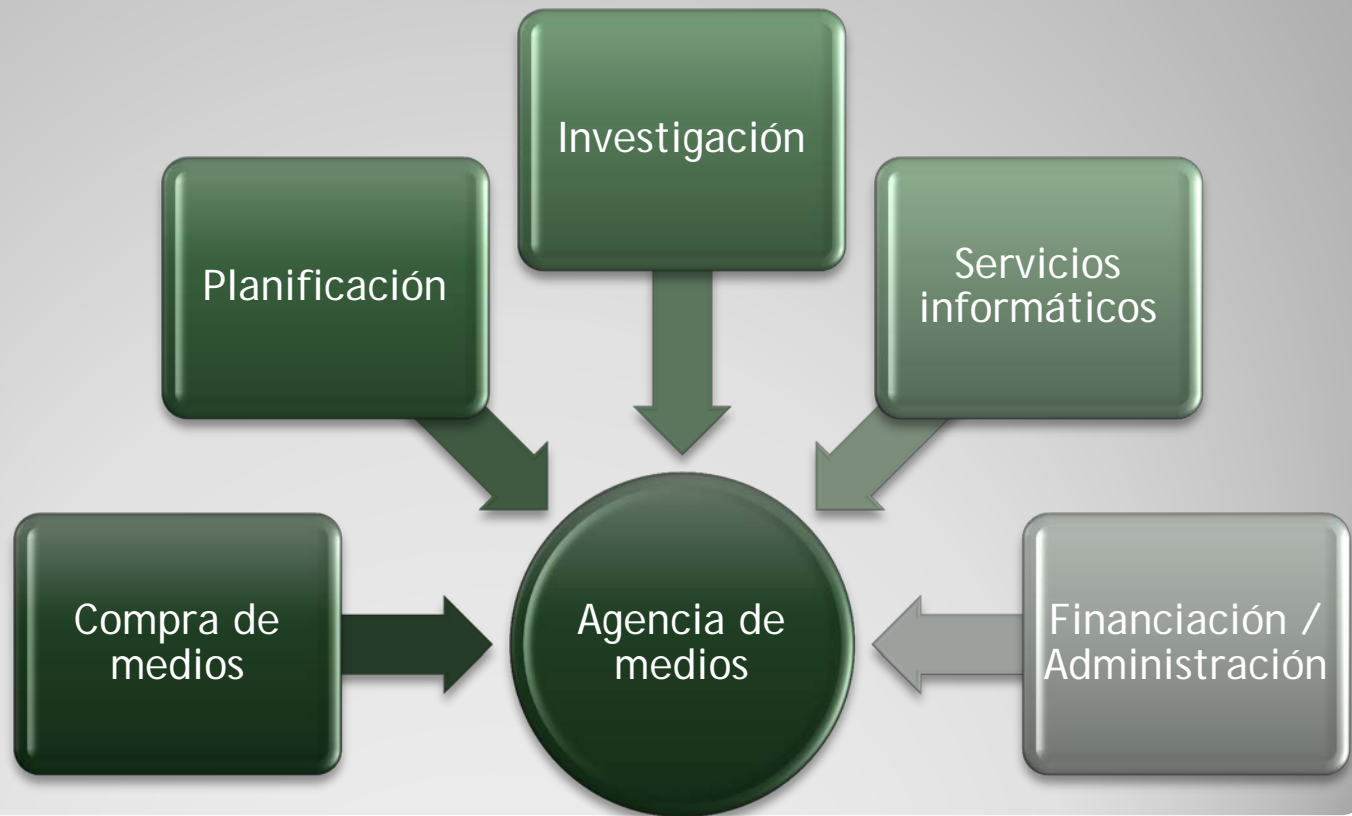 Investigación
Planificación
Servicios
informáticos
Compra de
medios
Agencia de
medios
Financiación /
Administración